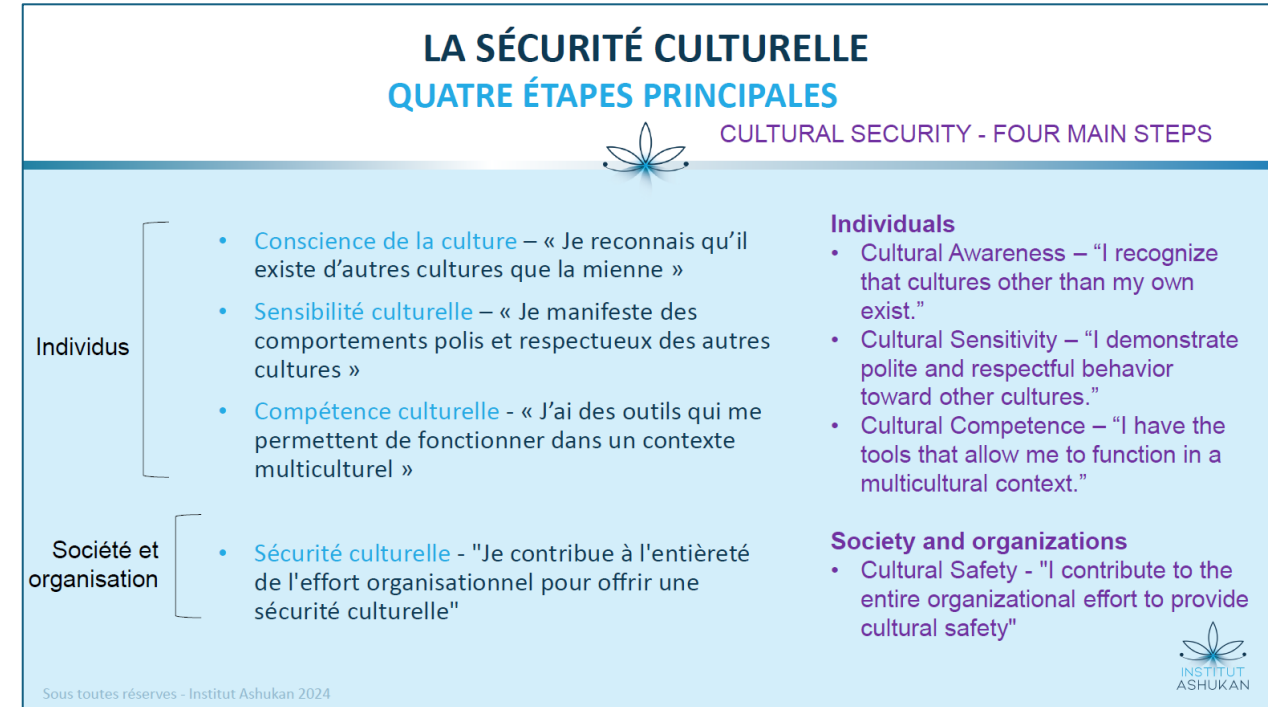 LA SÉCURITÉ CULTURELLE
QUATRE ÉTAPES PRINCIPALES
CULTURAL SECURITY - FOUR MAIN STEPS
Individus
• Conscience de la culture – « Je reconnais qu’il
existe d’autres cultures que la mienne »
• Sensibilité culturelle – « Je manifeste des
comportements polis et respectueux des autres
cultures »
• Compétence culturelle - « J’ai des outils qui me
permettent de fonctionner dans un contexte
multiculturel »
Société et
organisation
• Sécurité culturelle - "Je contribue à l'entièreté
de l'effort organisationnel pour offrir une
sécurité culturelle"
Individuals
• Cultural Awareness – “I recognize
that cultures other than my own
exist.”
• Cultural Sensitivity – “I demonstrate
polite and respectful behavior
toward other cultures.”
• Cultural Competence – “I have the
tools that allow me to function in a
multicultural context.”
Society and organizations
• Cultural Safety - "I contribute to the
entire organizational effort to provide
cultural safety"
INSTITUT
ASHUKAN
Sous toutes réserves - Institut Ashukan 2024